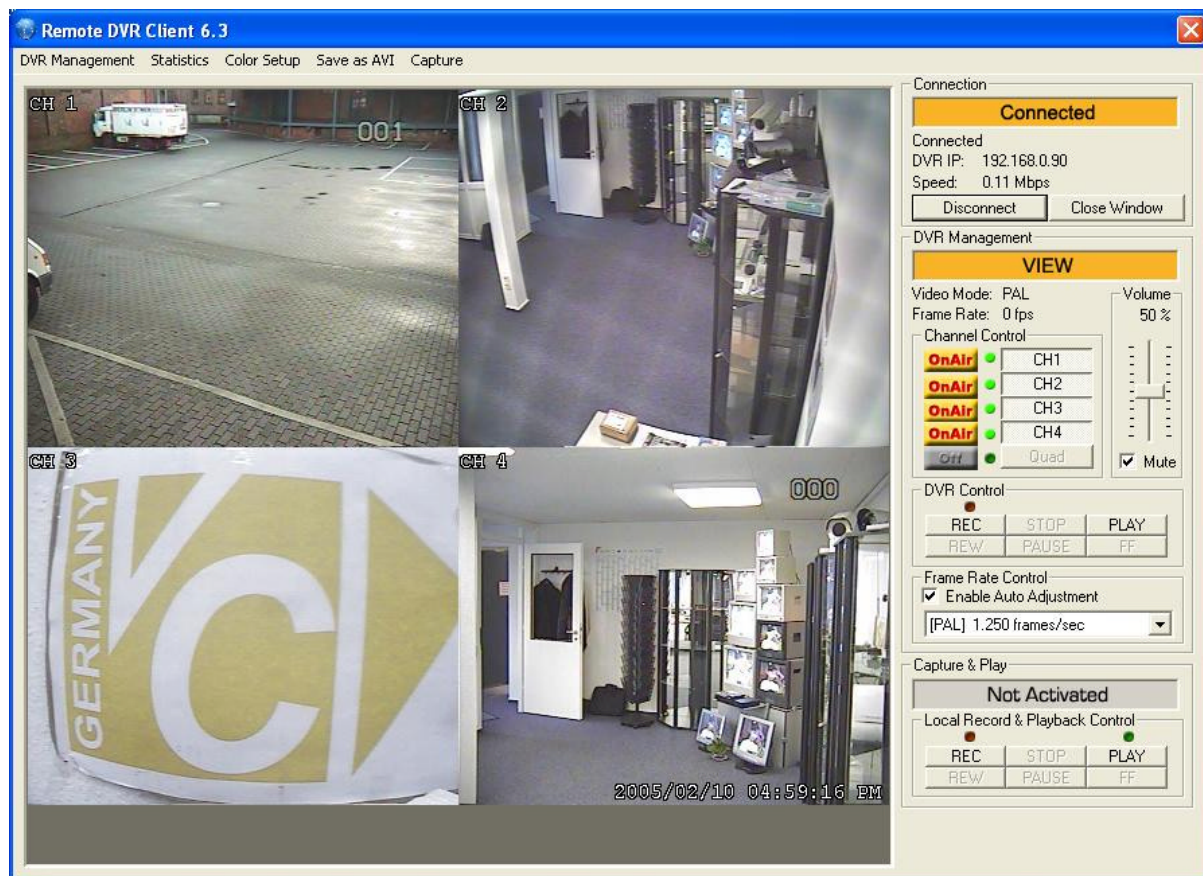 Remote DVR Client 6.3
DVR Management Statistics Color Setup Save as AVI Capture
CH 1
001
CH 2
CH 3
GERMANY
VC
CH 4
000
2005/02/10 04:59:16 PM
Connection
Connected
Connected
DVR IP: 192.168.0.90
Speed: 0.11 Mbps
Disconnect Close Window
DVR Management
VIEW
Video Mode: PAL
Frame Rate: 0 fps
Volume
50 %
Channel Control
OnAir CH1
OnAir CH2
OnAir CH3
OnAir CH4
Off Quad
Mute
DVR Control
REC STOP PLAY
REW PAUSE FF
Frame Rate Control
Enable Auto Adjustment
[PAL] 1.250 frames/sec
Capture & Play
Not Activated
Local Record & Playback Control
REC STOP PLAY
REW PAUSE FF